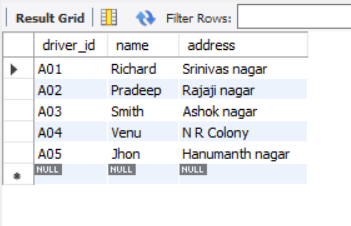 Result Grid Filter Rows:
driver_id name address
A01 Richard Srinivas nagar
A02 Pradeep Rajaji nagar
A03 Smith Ashok nagar
A04 Venu N R Colony
A05 Jhon Hanumanth nagar
NULL NULL NULL